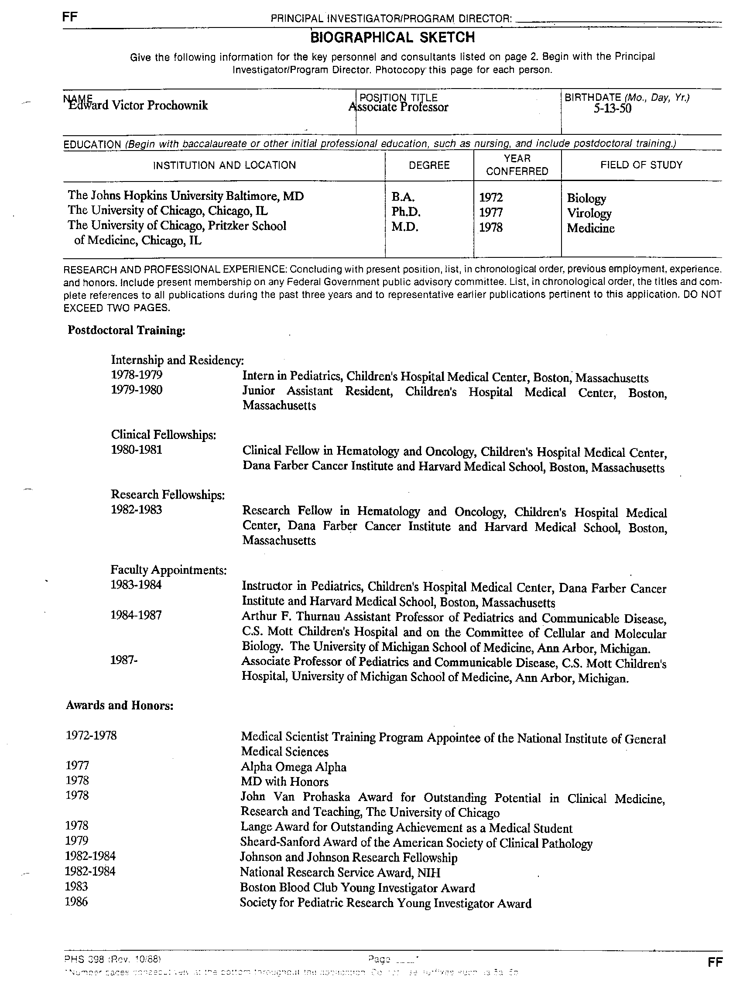 FF
PRINCIPAL INVESTIGATOR/PROGRAM DIRECTOR:
BIOGRAPHICAL SKETCH
Give the following information for the key personnel and consultants listed on page 2. Begin with the Principal
Investigator/Program Director. Photocopy this page for each person.
NAME POSITION TITLE BIRTHDATE (Mo., Day, Yr.)
Edward Victor Prochownik Associate Professor 5-13-50
EDUCATION (Begin with baccalaureate or other initial professional education, such as nursing, and include postdoctoral training.)
INSTITUTION AND LOCATION DEGREE YEAR CONFERRED FIELD OF STUDY
The Johns Hopkins University Baltimore, MD B.A. 1972 Biology
The University of Chicago, Chicago, IL Ph.D. 1977 Virology
The University of Chicago, Pritzker School M.D. 1978 Medicine
of Medicine, Chicago, IL
RESEARCH AND PROFESSIONAL EXPERIENCE: Concluding with present position, list, in chronological order, previous employment, experience,
and honors. Include present membership on any Federal Government public advisory committee. List, in chronological order, the titles and com-
plete references to all publications during the past three years and to representative earlier publications pertinent to this application. DO NOT
EXCEED TWO PAGES.
Postdoctoral Training:
Internship and Residency:
1978-1979 Intern in Pediatrics, Children's Hospital Medical Center, Boston, Massachusetts
1979-1980 Junior Assistant Resident, Children's Hospital Medical Center, Boston,
Massachusetts
Clinical Fellowships:
1980-1981 Clinical Fellow in Hematology and Oncology, Children's Hospital Medical Center,
Dana Farber Cancer Institute and Harvard Medical School, Boston, Massachusetts
Research Fellowships:
1982-1983 Research Fellow in Hematology and Oncology, Children's Hospital Medical
Center, Dana Farber Cancer Institute and Harvard Medical School, Boston,
Massachusetts
Faculty Appointments:
1983-1984 Instructor in Pediatrics, Children's Hospital Medical Center, Dana Farber Cancer
Institute and Harvard Medical School, Boston, Massachusetts
1984-1987 Arthur F. Thurnau Assistant Professor of Pediatrics and Communicable Disease,
C.S. Mott Children's Hospital and on the Committee of Cellular and Molecular
Biology. The University of Michigan School of Medicine, Ann Arbor, Michigan.
1987- Associate Professor of Pediatrics and Communicable Disease, C.S. Mott Children's
Hospital, University of Michigan School of Medicine, Ann Arbor, Michigan.
Awards and Honors:
1972-1978 Medical Scientist Training Program Appointee of the National Institute of General
Medical Sciences
1977 Alpha Omega Alpha
1978 MD with Honors
1978 John Van Prohaska Award for Outstanding Potential in Clinical Medicine,
Research and Teaching, The University of Chicago
1978 Lange Award for Outstanding Achievement as a Medical Student
1979 Sheard-Sanford Award of the American Society of Clinical Pathology
1982-1984 Johnson and Johnson Research Fellowship
1982-1984 National Research Service Award, NIH
1983 Boston Blood Club Young Investigator Award
1986 Society for Pediatric Research Young Investigator Award
PHS 398 (Rev. 10/88) Page FF
*Number pages consecutively at the bottom throughout the application. Do not use suffixes such as 5a, 5b.